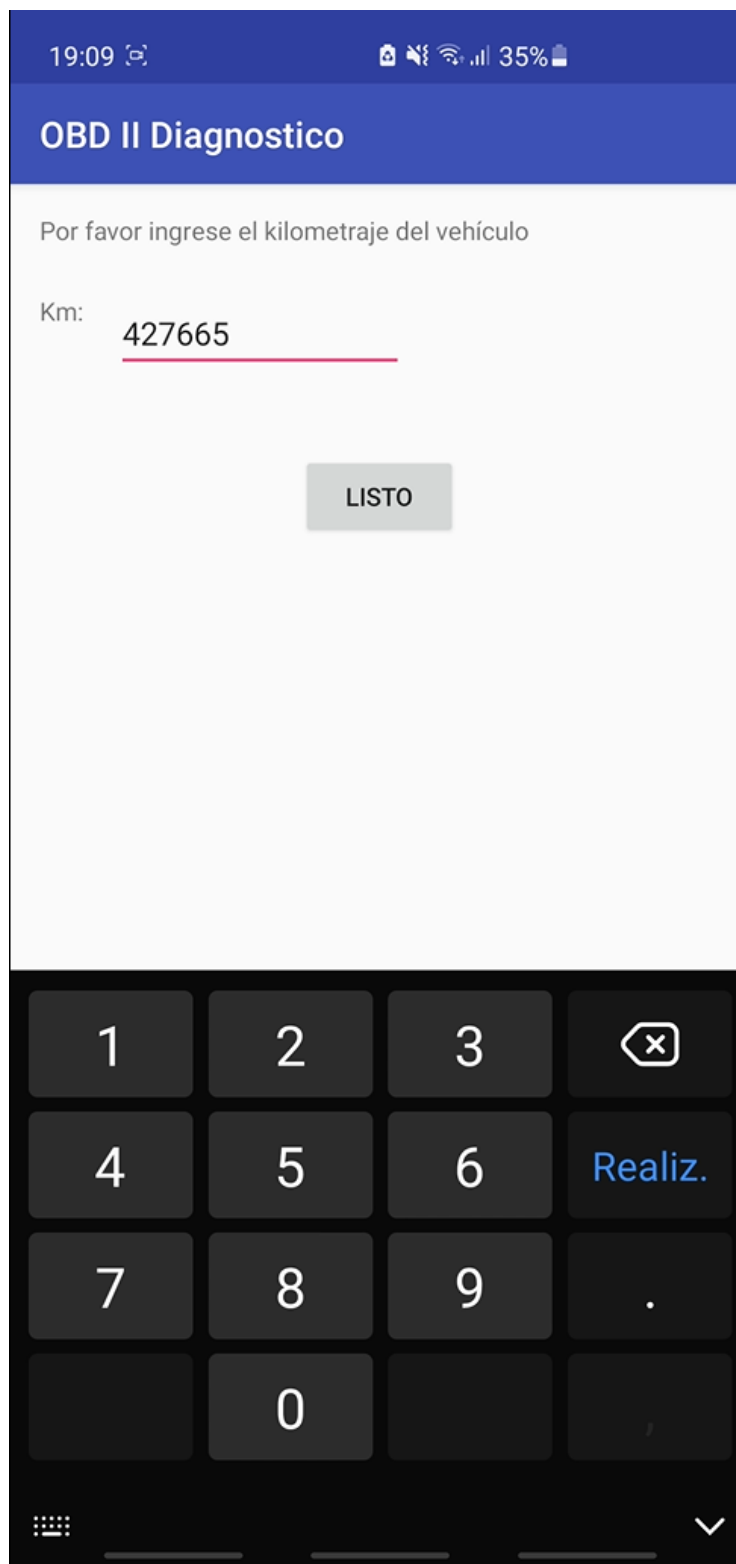 19:09 35%
OBD II Diagnostico
Por favor ingrese el kilometraje del vehículo
Km:
427665
LISTO
1 2 3
4 5 6 Realiz.
7 8 9 .
0 ,